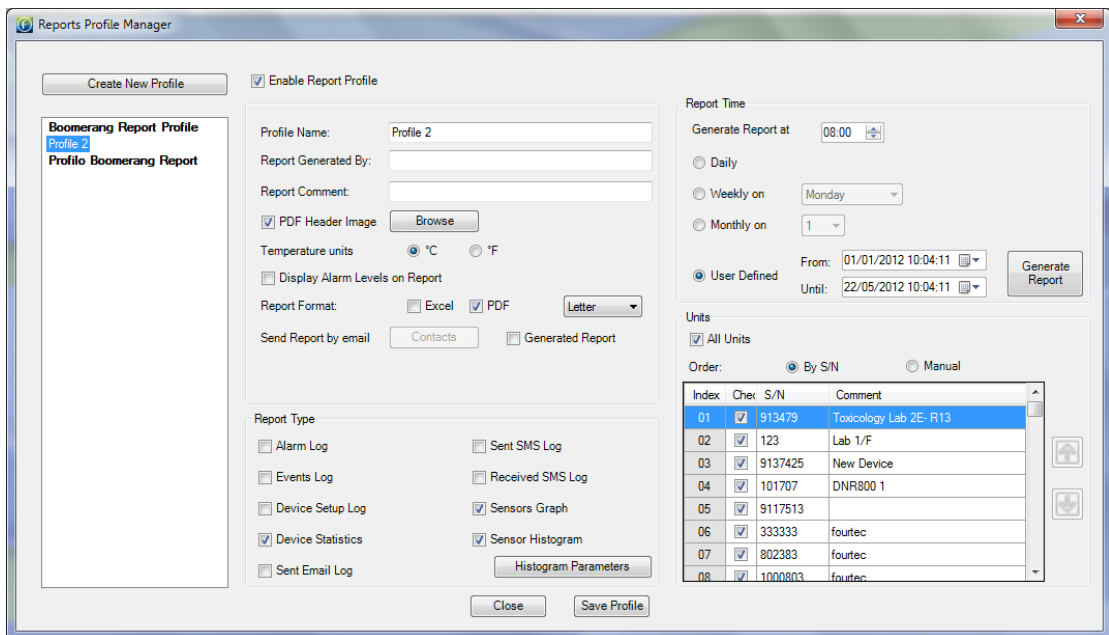 Reports Profile Manager
Create New Profile
Boomerang Report Profile
Profile 2
Profilo Boomerang Report
Enable Report Profile
Profile Name: Profile 2
Report Generated By:
Report Comment:
PDF Header Image Browse
Temperature units °C °F
Display Alarm Levels on Report
Report Format: Excel PDF Letter
Send Report by email Contacts Generated Report
Report Type
Alarm Log Sent SMS Log
Events Log Received SMS Log
Device Setup Log Sensors Graph
Device Statistics Sensor Histogram
Sent Email Log Histogram Parameters
Report Time
Generate Report at 08:00
Daily
Weekly on Monday
Monthly on 1
User Defined From: 01/01/2012 10:04:11
Until: 22/05/2012 10:04:11
Generate Report
Units
All Units
Order: By S/N Manual
Index Chec S/N Comment
01 913479 Toxicology Lab 2E- R13
02 123 Lab 1/F
03 9137425 New Device
04 101707 DNR800 1
05 9117513
06 333333 fourtec
07 802383 fourtec
08 1000803 fourtec
Close Save Profile